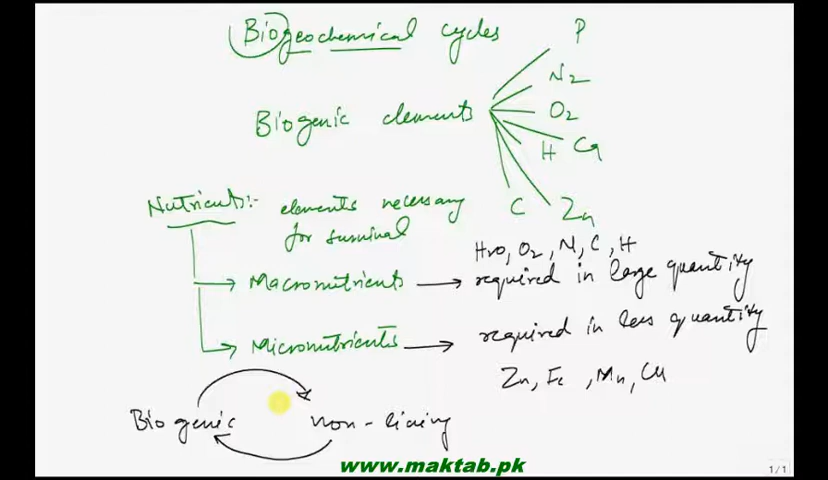 Biogeochemical cycles
P
N2
Biogenic elements
O2
H Ca
C Zn
Nutrients:- elements necessary
for survival
H2O, O2, N, C, H
Macronutrients → required in large quantity
Micronutrients → required in less quantity
Zn, Fe, Mn, Cu
Biogenic non-living
www.maktab.pk
1/1